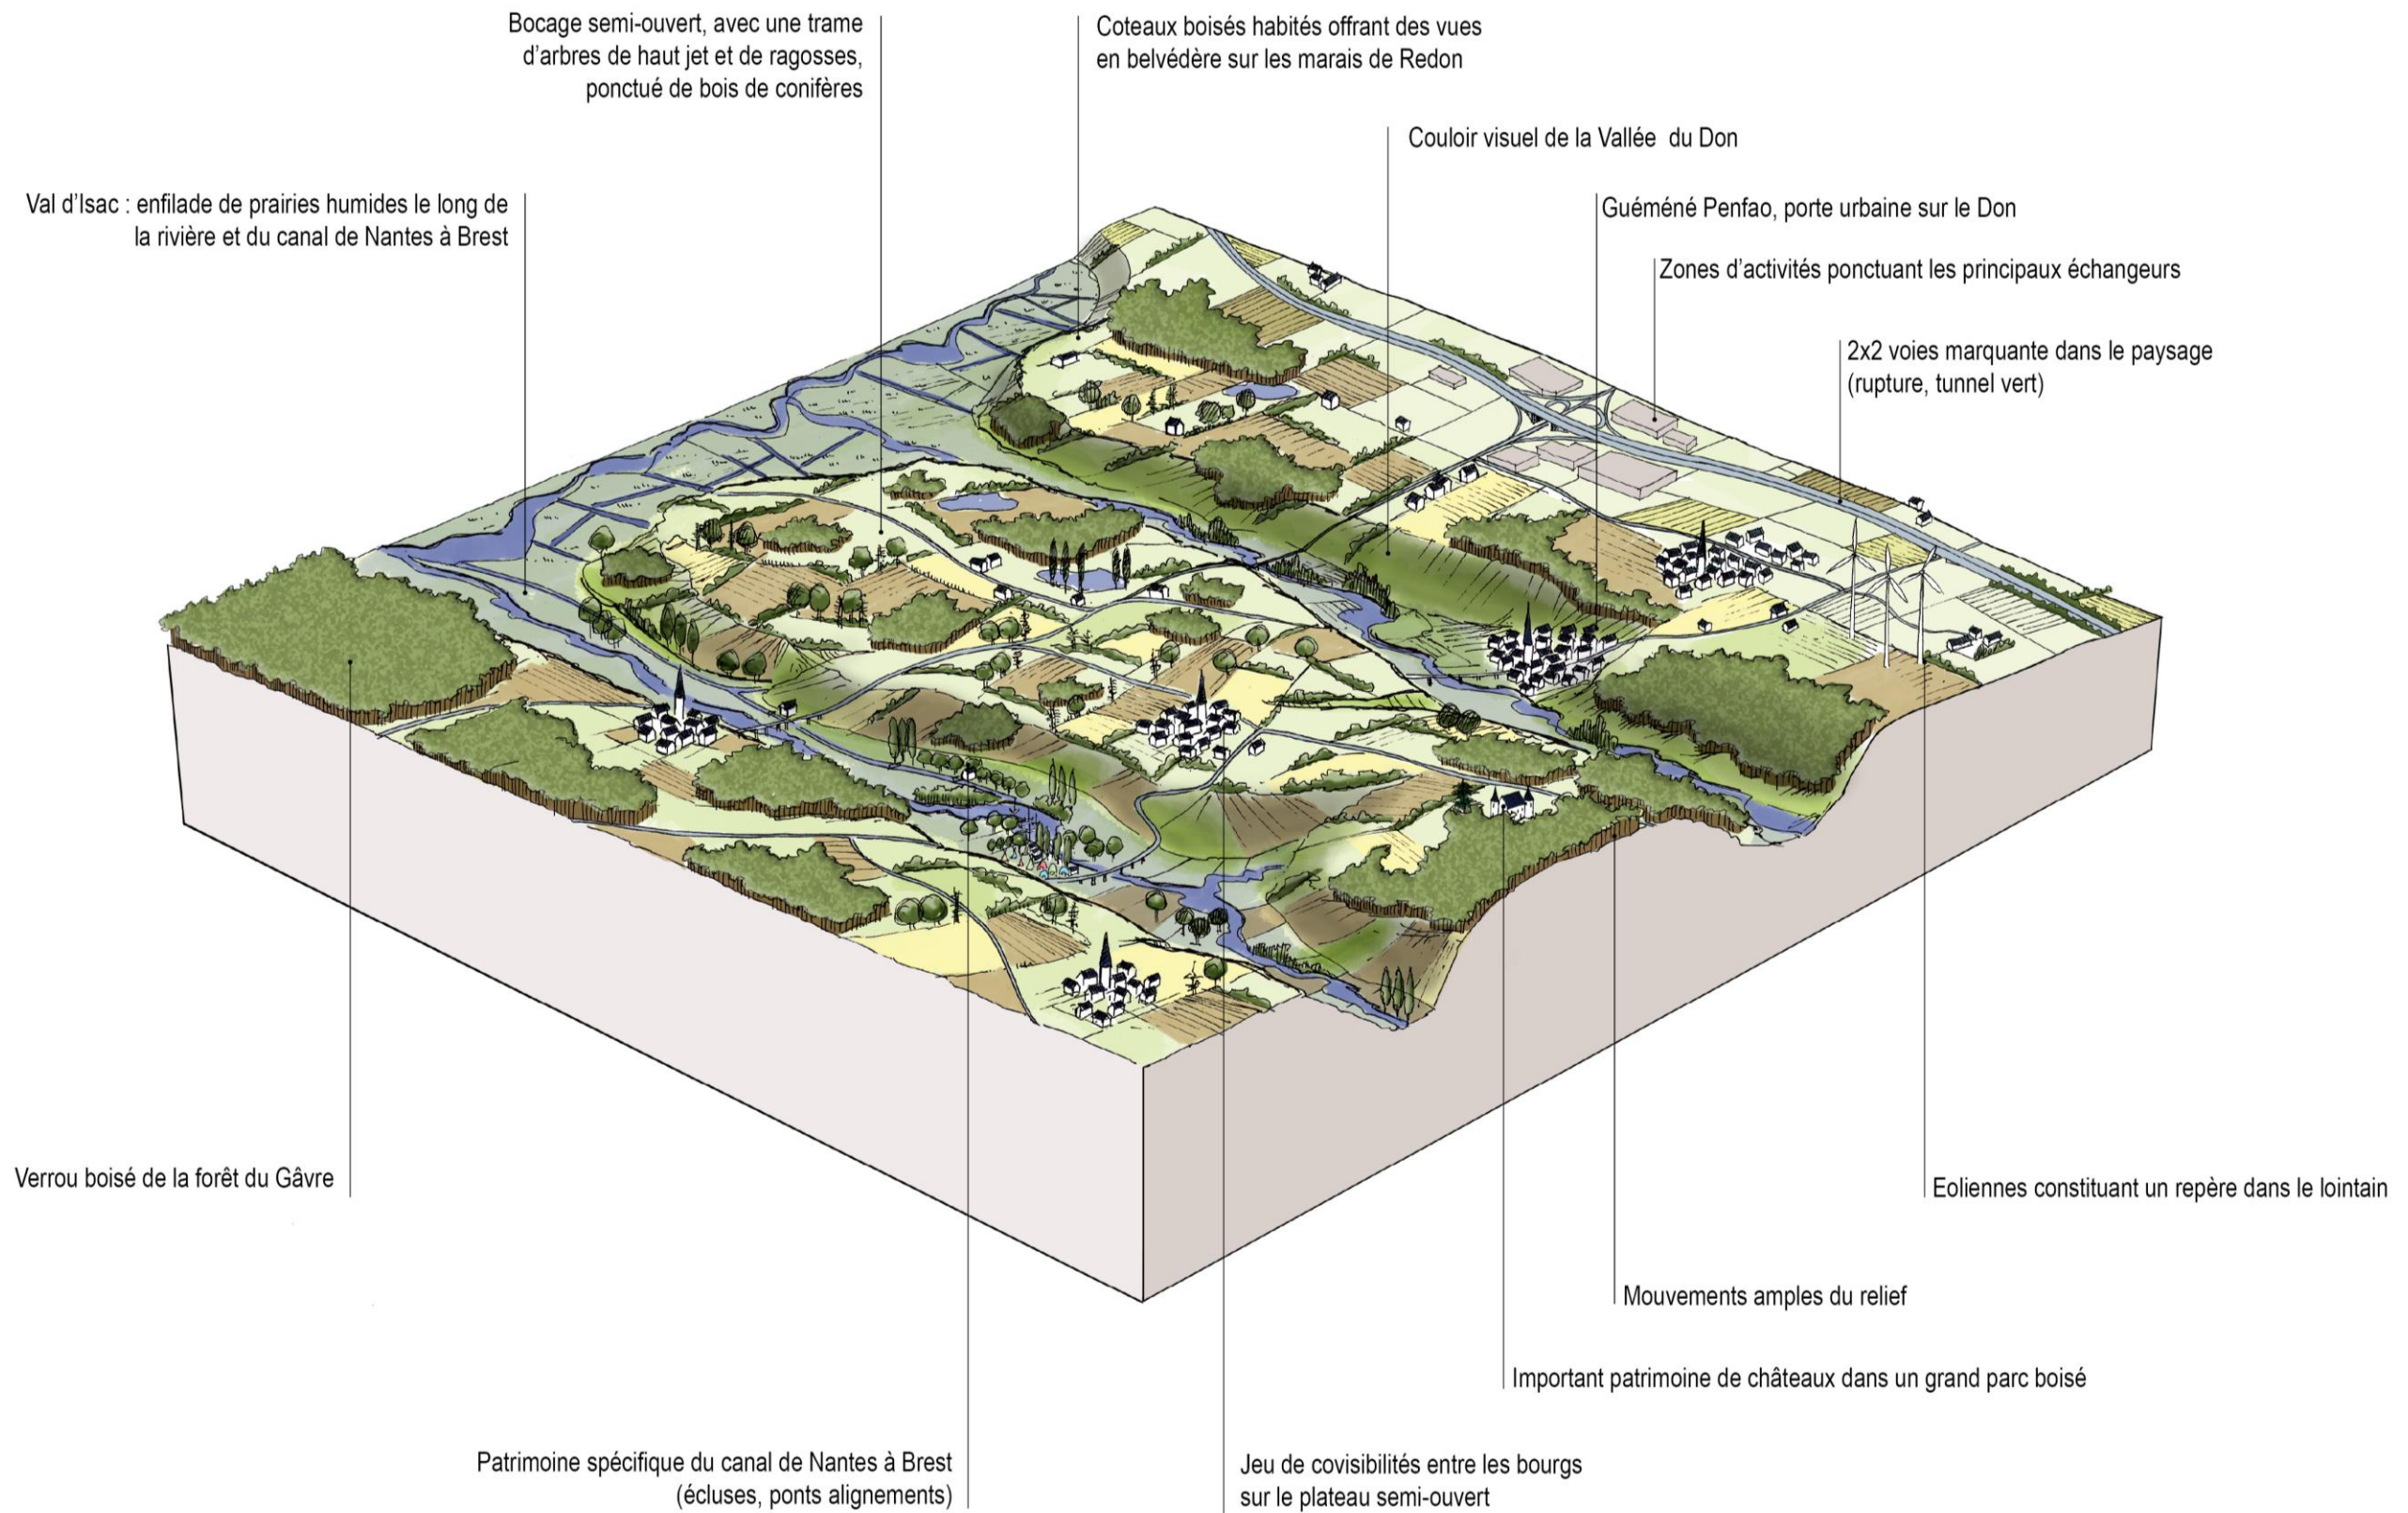 Bocage semi-ouvert, avec une trame
d'arbres de haut jet et de ragosses,
ponctué de bois de conifères
Coteaux boisés habités offrant des vues
en belvédère sur les marais de Redon
Couloir visuel de la Vallée du Don
Val d'Isac : enfilade de prairies humides le long de
la rivière et du canal de Nantes à Brest
Guéméné Penfao, porte urbaine sur le Don
Zones d'activités ponctuant les principaux échangeurs
2x2 voies marquante dans le paysage
(rupture, tunnel vert)
Verrou boisé de la forêt du Gâvre
Eoliennes constituant un repère dans le lointain
Mouvements amples du relief
Important patrimoine de châteaux dans un grand parc boisé
Patrimoine spécifique du canal de Nantes à Brest
(écluses, ponts alignements)
Jeu de covisibilités entre les bourgs
sur le plateau semi-ouvert